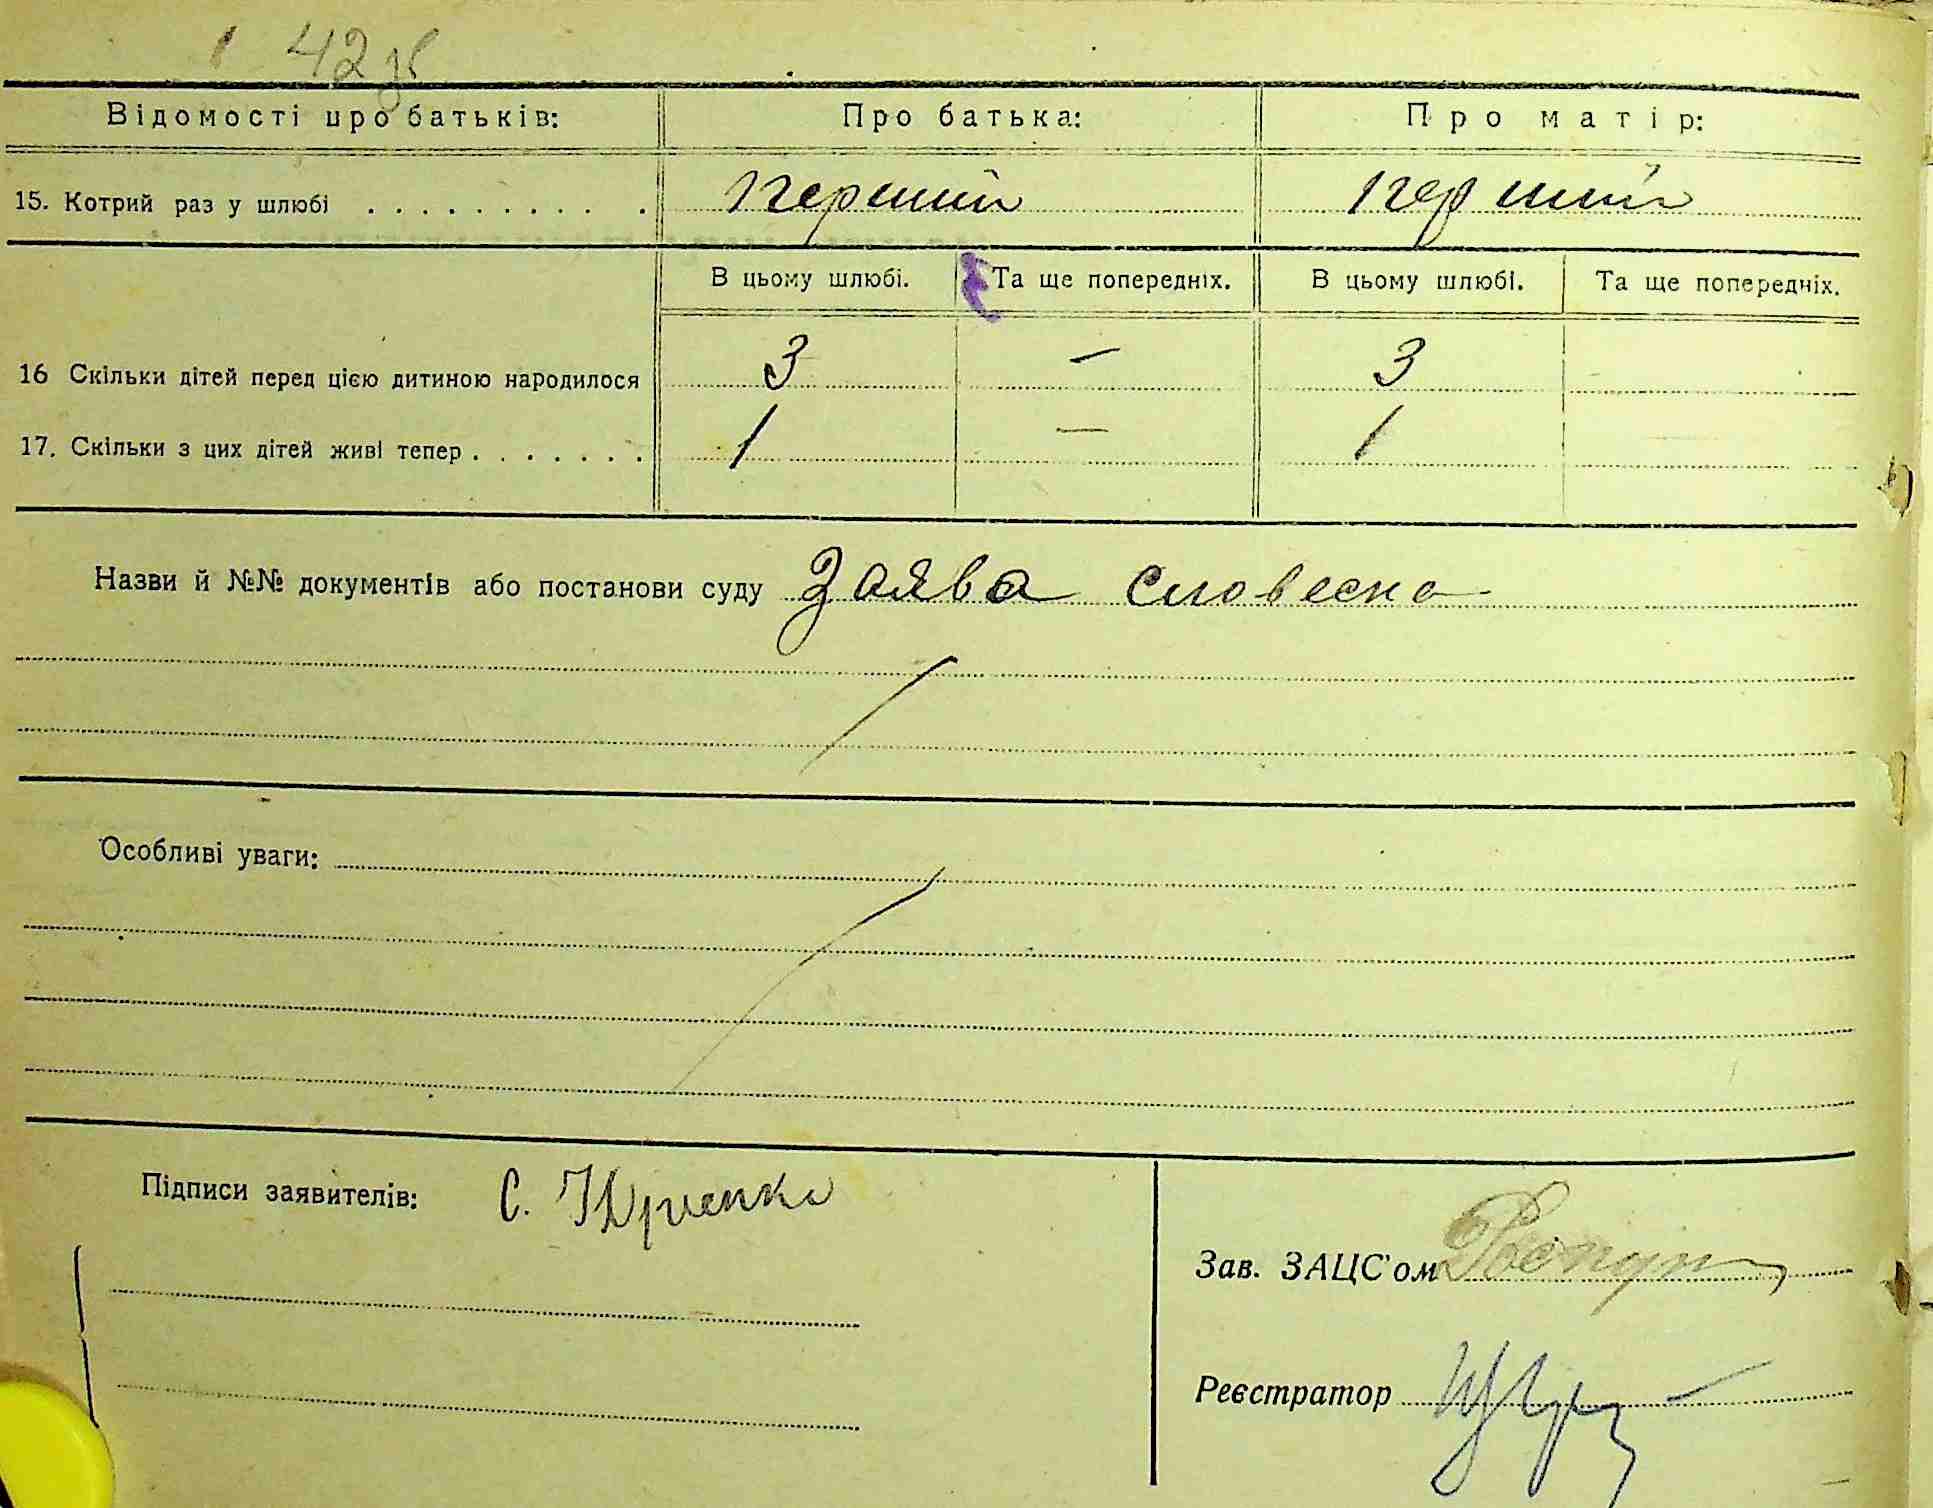 42 зв
Відомості про батьків: Про батька: Про матір:
15. Котрий раз у шлюбі . . . . . . . . . . перший перший
В цьому шлюбі. Та ще попередніх. В цьому шлюбі. Та ще попередніх.
16 Скільки дітей перед цією дитиною народилося 3 — 3
17. Скільки з цих дітей живі тепер . . . . . . . 1 — 1
Назви й №№ документів або постанови суду Заява словесна
Особливі уваги:
Підписи заявителів: С.
Зав. ЗАЦС'ом
Реєстратор